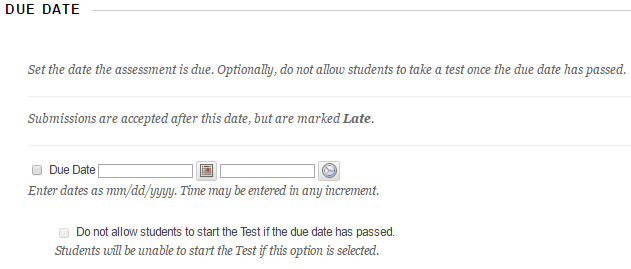 DUE DATE
Set the date the assessment is due. Optionally, do not allow students to take a test once the due date has passed.
Submissions are accepted after this date, but are marked Late.
Due Date
Enter dates as mm/dd/yyyy. Time may be entered in any increment.
Do not allow students to start the Test if the due date has passed.
Students will be unable to start the Test if this option is selected.